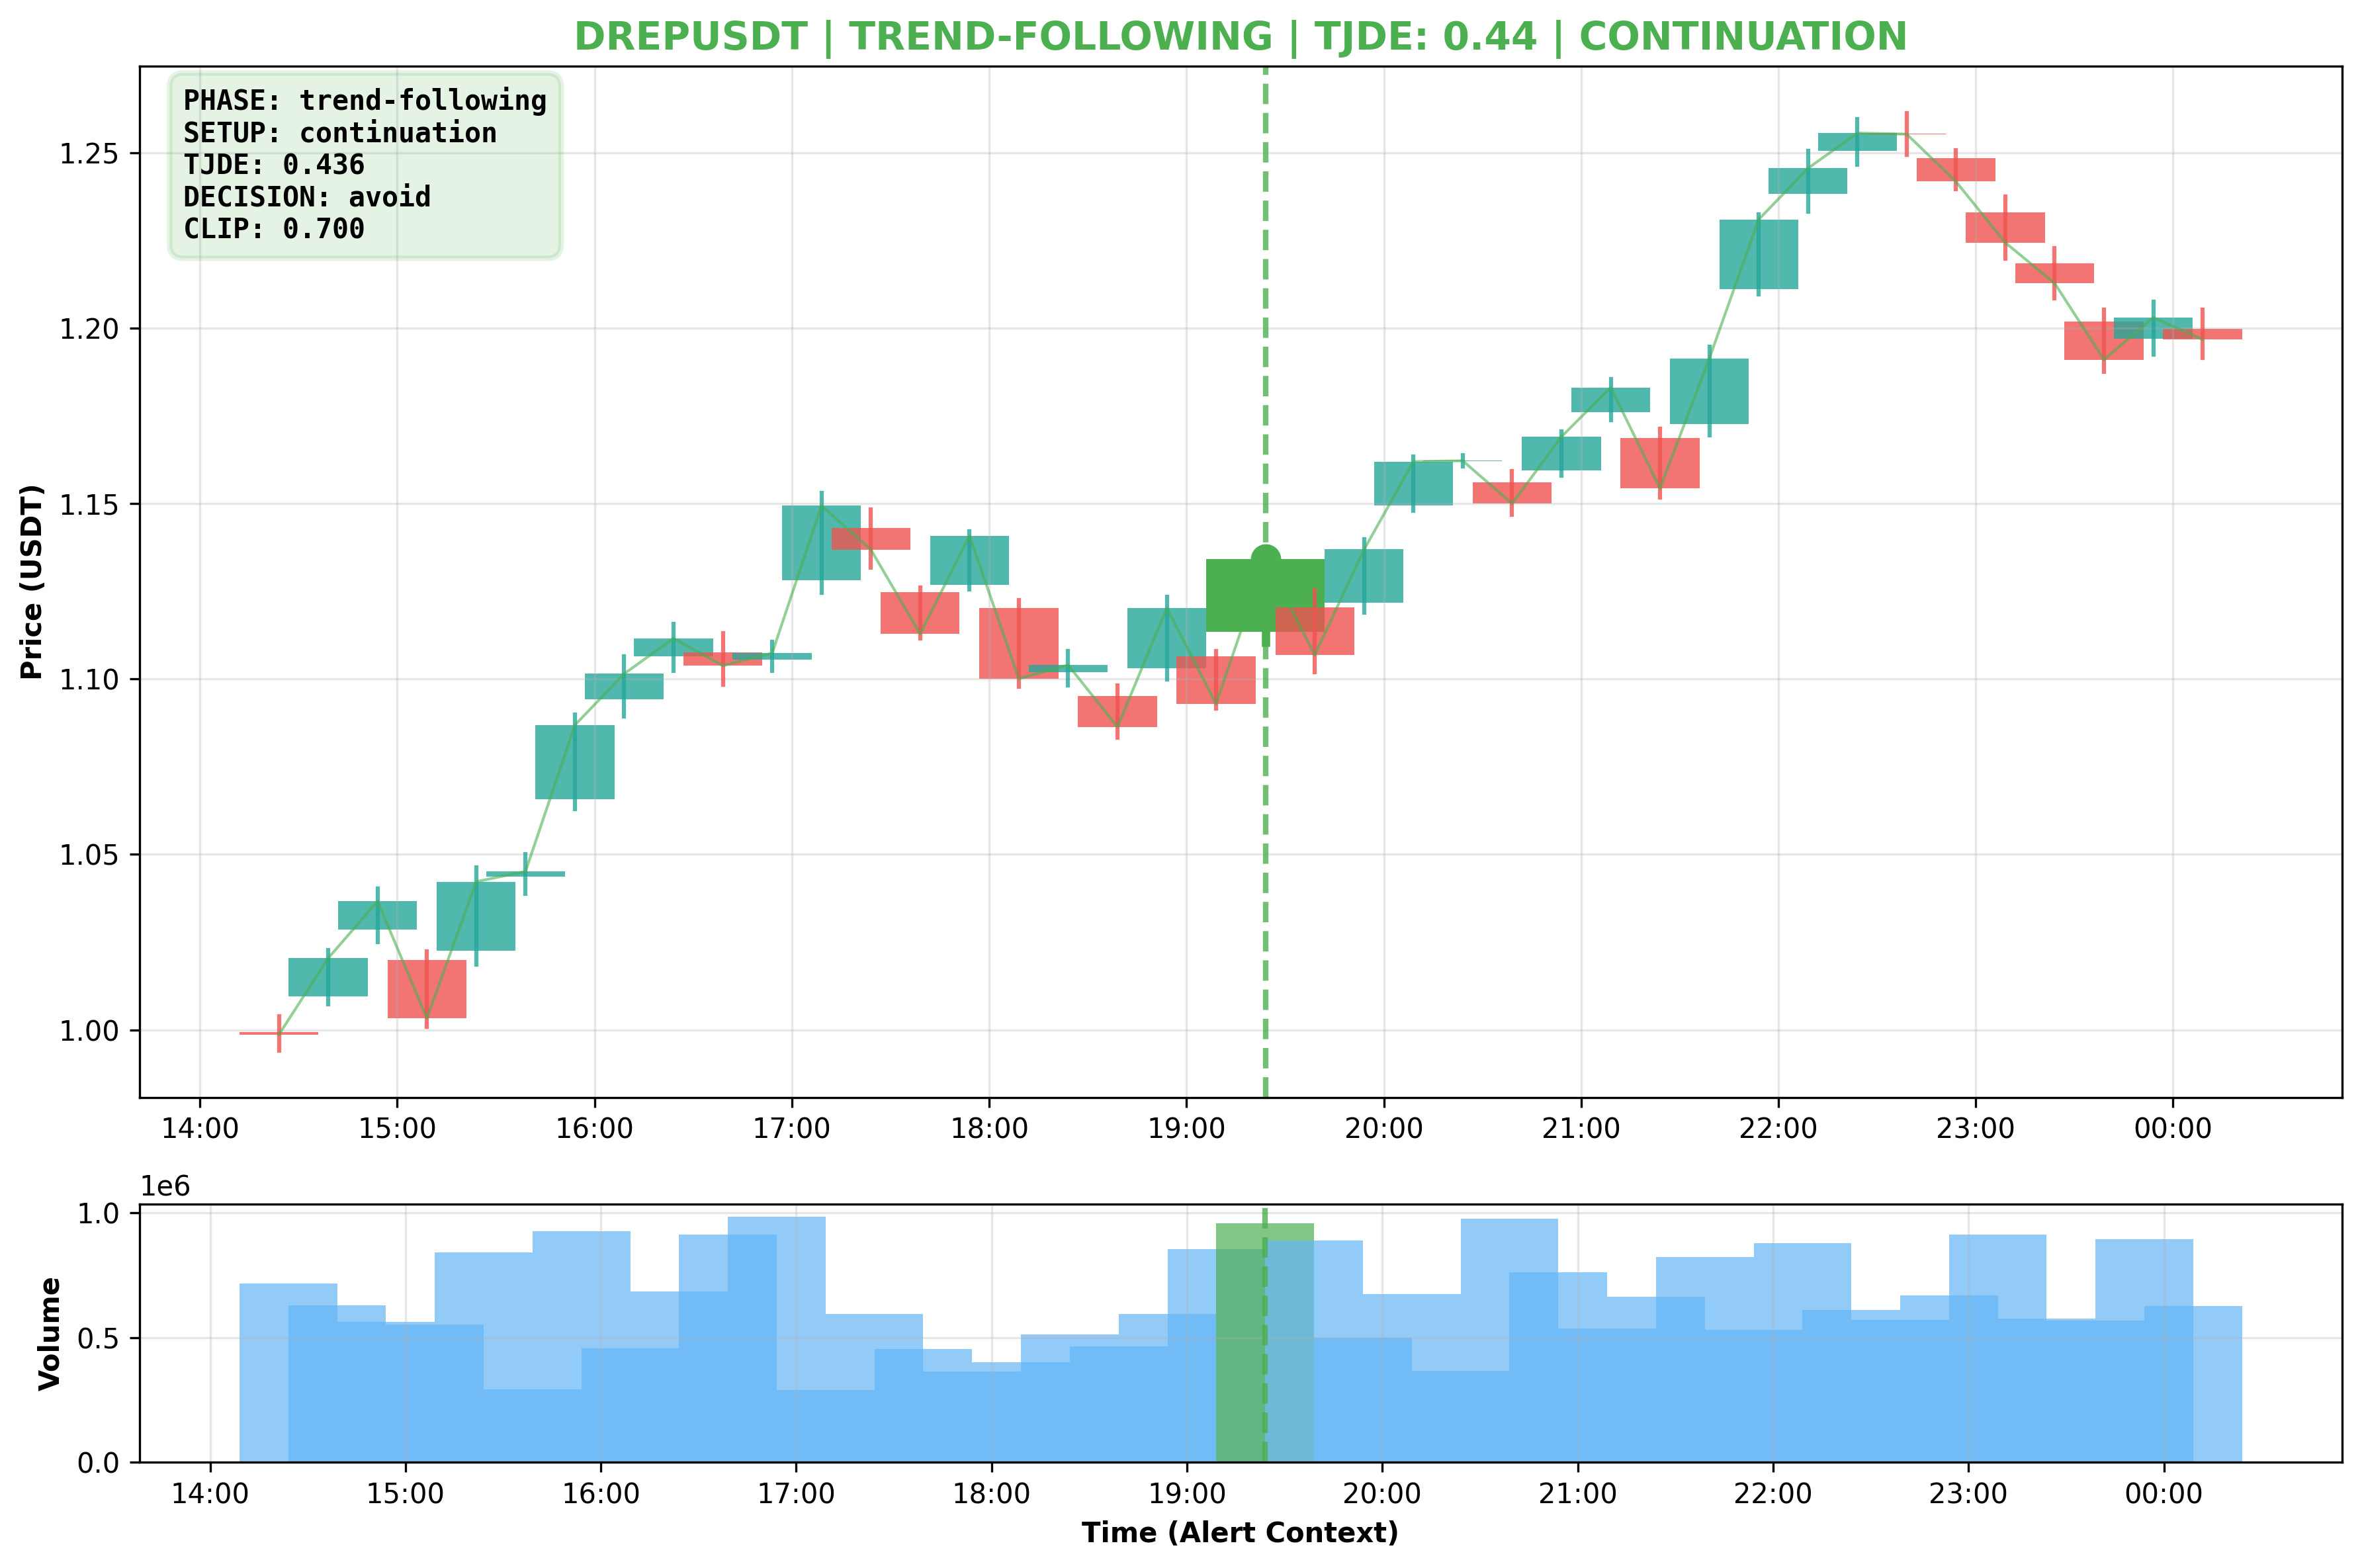 DREPUSDT | TREND-FOLLOWING | TJDE: 0.44 | CONTINUATION
PHASE: trend-following
SETUP: continuation
TJDE: 0.436
DECISION: avoid
CLIP: 0.700
Price (USDT)
1.25
1.20
1.15
1.10
1.05
1.00
14:00 15:00 16:00 17:00 18:00 19:00 20:00 21:00 22:00 23:00 00:00
1e6
Volume
1.0
0.5
0.0
14:00 15:00 16:00 17:00 18:00 19:00 20:00 21:00 22:00 23:00 00:00
Time (Alert Context)